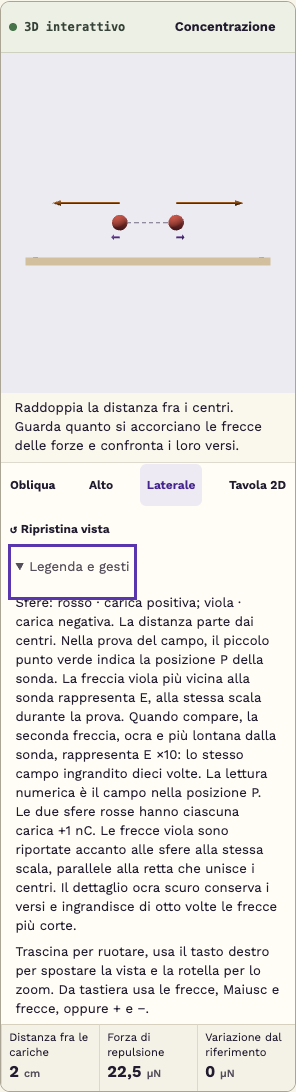 3D interattivo
Concentrazione
Raddoppia la distanza fra i centri.
Guarda quanto si accorciano le frecce
delle forze e confronta i loro versi.
Obliqua
Alto
Laterale
Tavola 2D
↺ Ripristina vista
▼ Legenda e gesti
Sfere: rosso · carica positiva; viola ·
carica negativa. La distanza parte dai
centri. Nella prova del campo, il piccolo
punto verde indica la posizione P della
sonda. La freccia viola più vicina alla
sonda rappresenta E, alla stessa scala
durante la prova. Quando compare, la
seconda freccia, ocra e più lontana dalla
sonda, rappresenta E ×10: lo stesso
campo ingrandito dieci volte. La lettura
numerica è il campo nella posizione P.
Le due sfere rosse hanno ciascuna
carica +1 nC. Le frecce viola sono
riportate accanto alle sfere alla stessa
scala, parallele alla retta che unisce i
centri. Il dettaglio ocra scuro conserva i
versi e ingrandisce di otto volte le frecce
più corte.
Trascina per ruotare, usa il tasto destro
per spostare la vista e la rotella per lo
zoom. Da tastiera usa le frecce, Maiusc e
frecce, oppure + e −.
Distanza fra le
cariche
2 cm
Forza di
repulsione
22,5 µN
Variazione dal
riferimento
0 µN